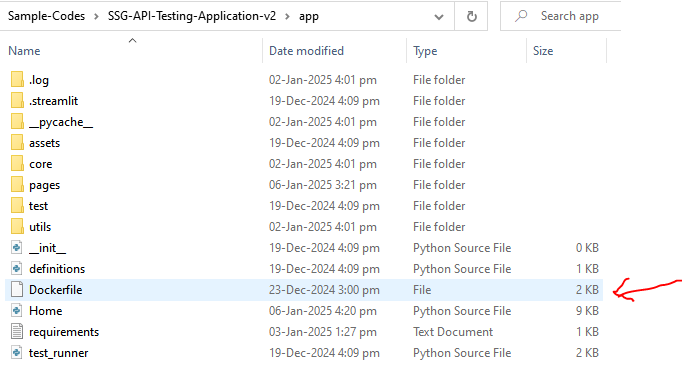 Sample-Codes > SSG-API-Testing-Application-v2 > app Search app
Name Date modified Type Size
.log 02-Jan-2025 4:01 pm File folder
.streamlit 19-Dec-2024 4:09 pm File folder
__pycache__ 02-Jan-2025 4:01 pm File folder
assets 19-Dec-2024 4:09 pm File folder
core 02-Jan-2025 4:01 pm File folder
pages 06-Jan-2025 3:21 pm File folder
test 19-Dec-2024 4:09 pm File folder
utils 02-Jan-2025 4:01 pm File folder
__init__ 19-Dec-2024 4:09 pm Python Source File 0 KB
definitions 19-Dec-2024 4:09 pm Python Source File 1 KB
Dockerfile 23-Dec-2024 3:00 pm File 2 KB
Home 06-Jan-2025 4:20 pm Python Source File 9 KB
requirements 03-Jan-2025 1:27 pm Text Document 1 KB
test_runner 19-Dec-2024 4:09 pm Python Source File 2 KB